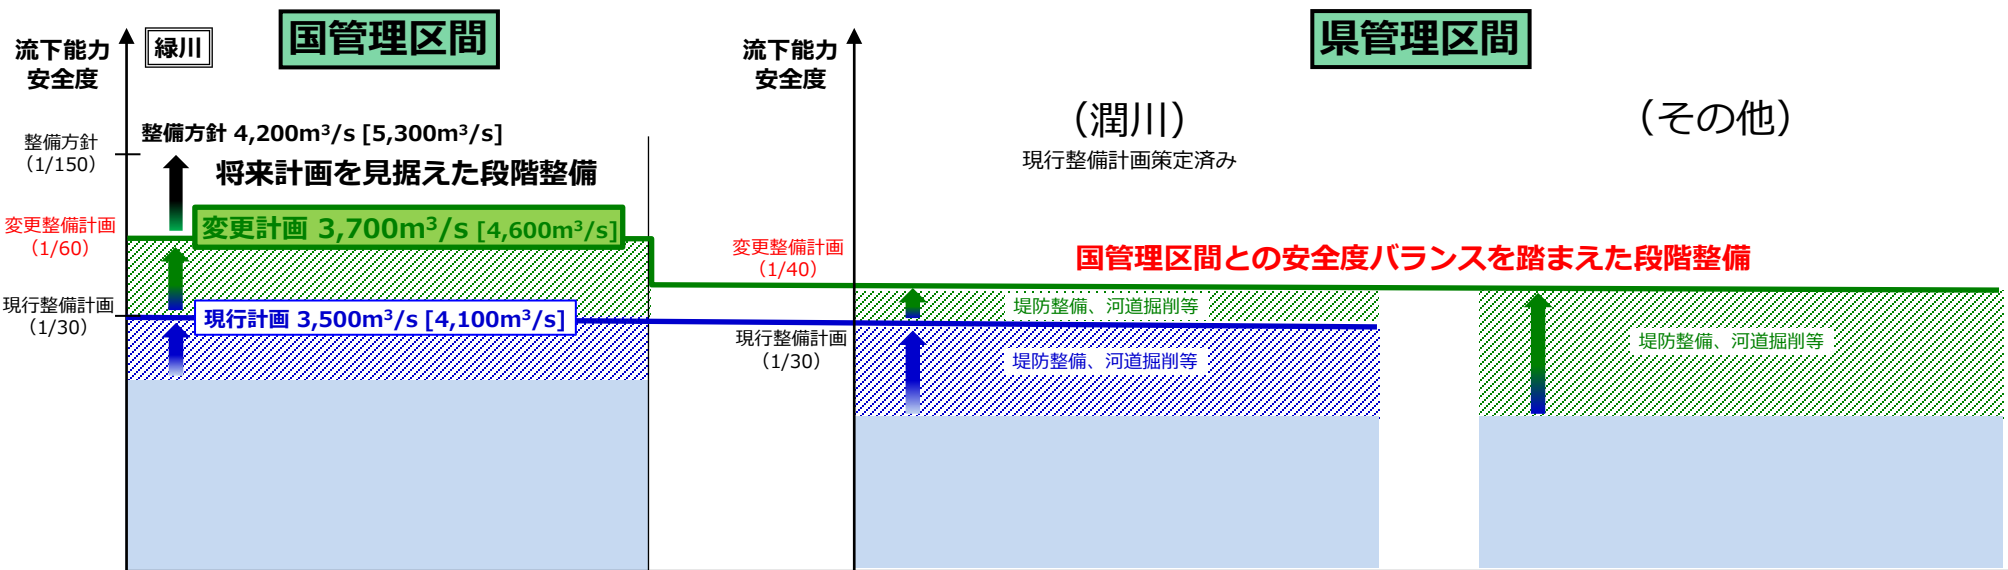 国管理区間
流下能力
安全度
緑川
整備方針
（1/150）
整備方針 4,200m³/s [5,300m³/s]
将来計画を見据えた段階整備
変更整備計画
（1/60）
変更計画 3,700m³/s [4,600m³/s]
現行整備計画
（1/30）
現行計画 3,500m³/s [4,100m³/s]
県管理区間
流下能力
安全度
（潤川）
現行整備計画策定済み
（その他）
変更整備計画
（1/40）
国管理区間との安全度バランスを踏まえた段階整備
堤防整備、河道掘削等
現行整備計画
（1/30）
堤防整備、河道掘削等
堤防整備、河道掘削等